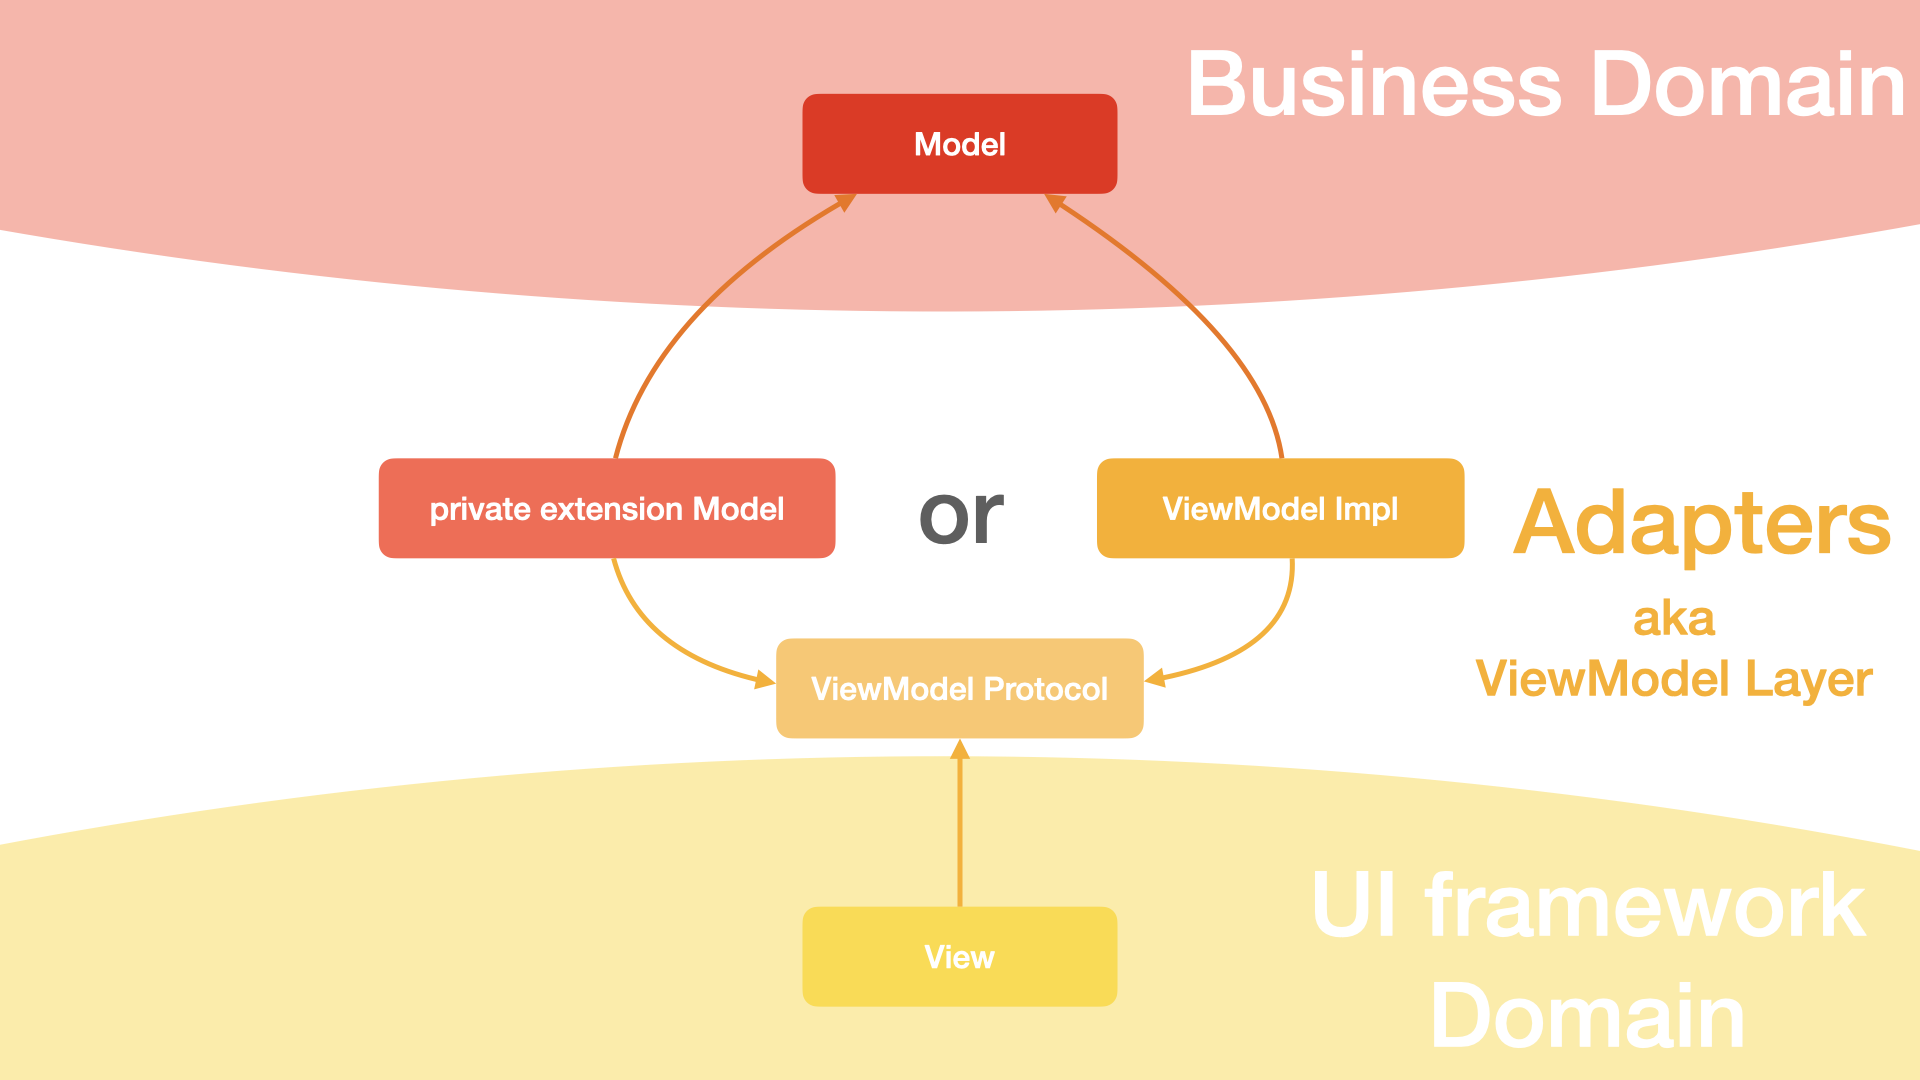 Business Domain
Model
private extension Model
or
ViewModel Impl
Adapters
aka
ViewModel Layer
ViewModel Protocol
UI framework
Domain
View